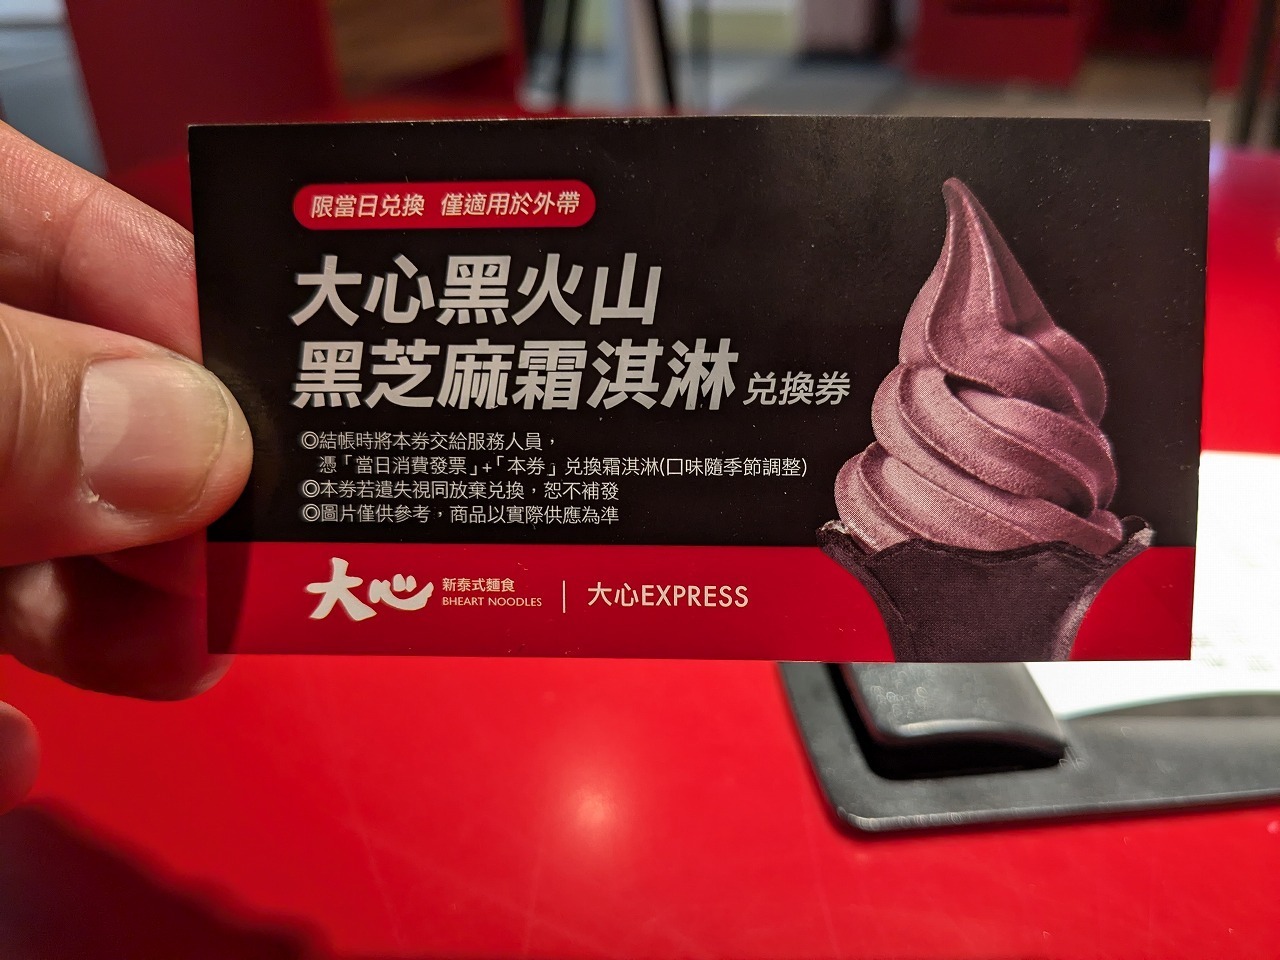 限當日兌換 僅適用於外帶
大心黑火山
黑芝麻霜淇淋 兌換券
◎結帳時將本券交給服務人員，
憑「當日消費發票」+「本券」兌換霜淇淋(口味隨季節調整)
◎本券若遺失視同放棄兌換，恕不補發
◎圖片僅供參考，商品以實際供應為準
大心 新泰式麵食 | 大心EXPRESS
BHEART NOODLES